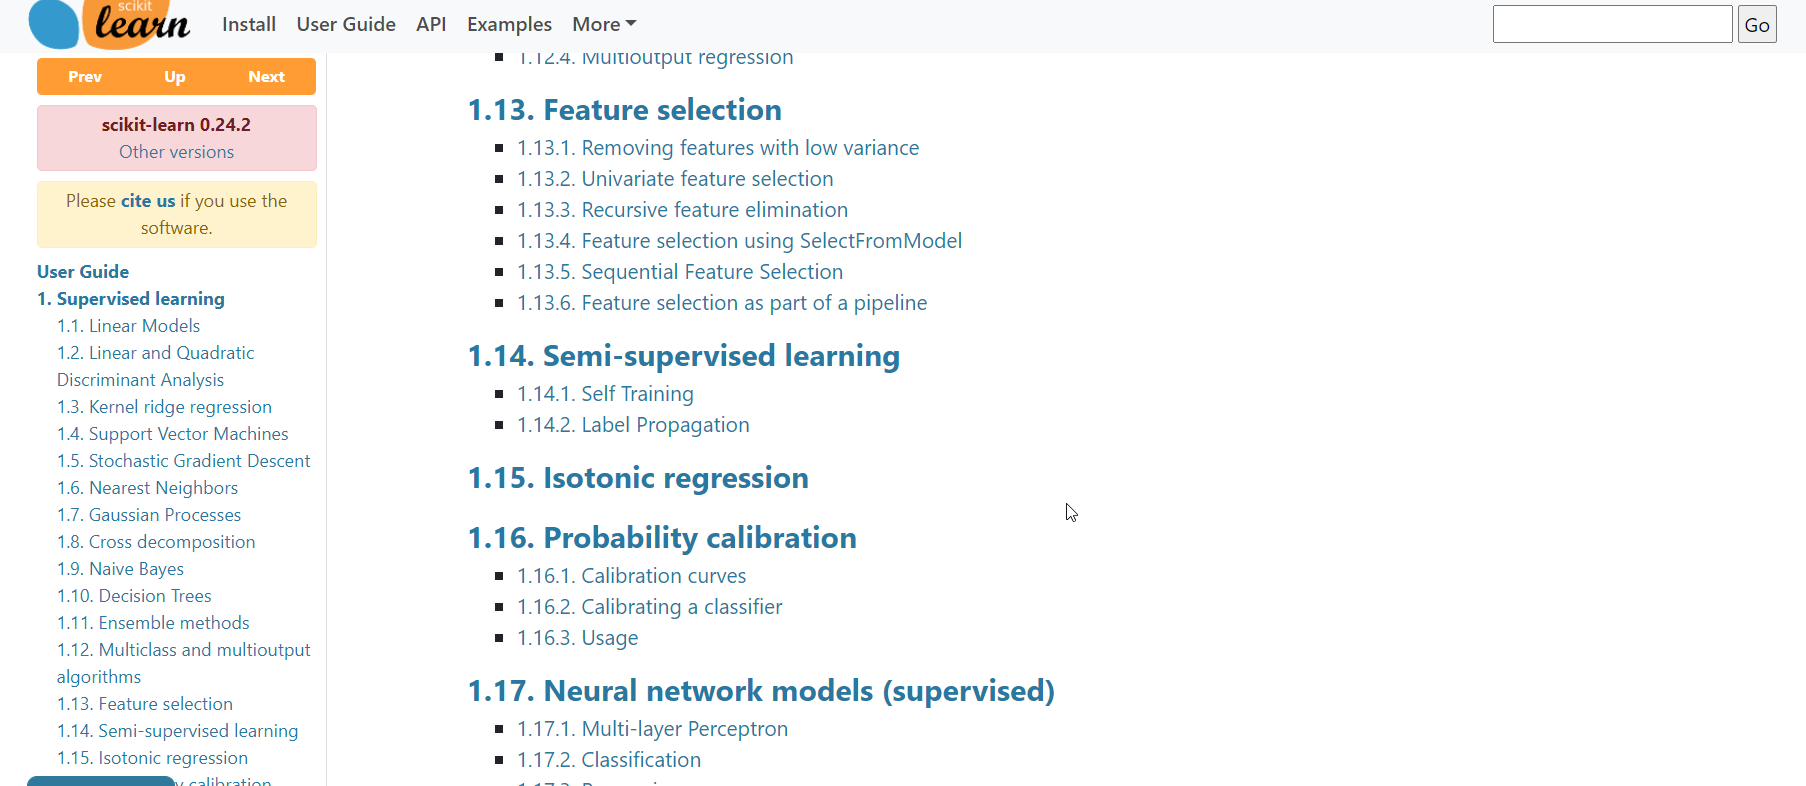 scikit
learn
Install User Guide API Examples More
Go
Prev Up Next
scikit-learn 0.24.2
Other versions
Please cite us if you use the
software.
User Guide
1. Supervised learning
1.1. Linear Models
1.2. Linear and Quadratic
Discriminant Analysis
1.3. Kernel ridge regression
1.4. Support Vector Machines
1.5. Stochastic Gradient Descent
1.6. Nearest Neighbors
1.7. Gaussian Processes
1.8. Cross decomposition
1.9. Naive Bayes
1.10. Decision Trees
1.11. Ensemble methods
1.12. Multiclass and multioutput
algorithms
1.13. Feature selection
1.14. Semi-supervised learning
1.15. Isotonic regression
y calibration
1.12.4. Multioutput regression
1.13. Feature selection
1.13.1. Removing features with low variance
1.13.2. Univariate feature selection
1.13.3. Recursive feature elimination
1.13.4. Feature selection using SelectFromModel
1.13.5. Sequential Feature Selection
1.13.6. Feature selection as part of a pipeline
1.14. Semi-supervised learning
1.14.1. Self Training
1.14.2. Label Propagation
1.15. Isotonic regression
1.16. Probability calibration
1.16.1. Calibration curves
1.16.2. Calibrating a classifier
1.16.3. Usage
1.17. Neural network models (supervised)
1.17.1. Multi-layer Perceptron
1.17.2. Classification